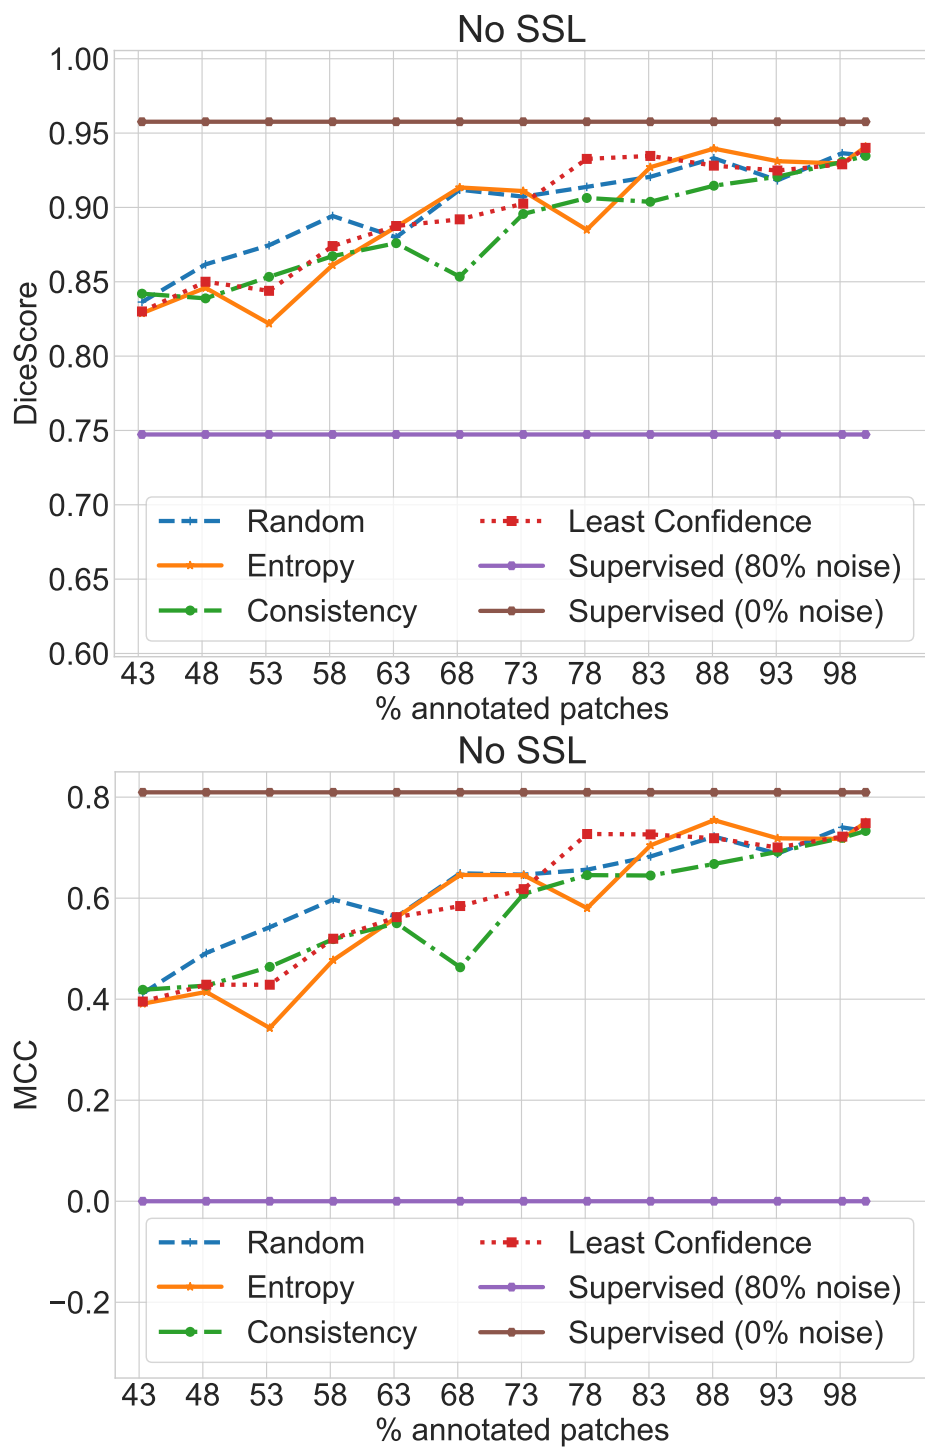 No SSL
1.00
0.95
0.90
0.85
0.80
0.75
0.70
0.65
0.60
DiceScore
Random
Entropy
Consistency
Least Confidence
Supervised (80% noise)
Supervised (0% noise)
43 48 53 58 63 68 73 78 83 88 93 98
% annotated patches
No SSL
0.8
0.6
0.4
0.2
0.0
−0.2
MCC
Random
Entropy
Consistency
Least Confidence
Supervised (80% noise)
Supervised (0% noise)
43 48 53 58 63 68 73 78 83 88 93 98
% annotated patches